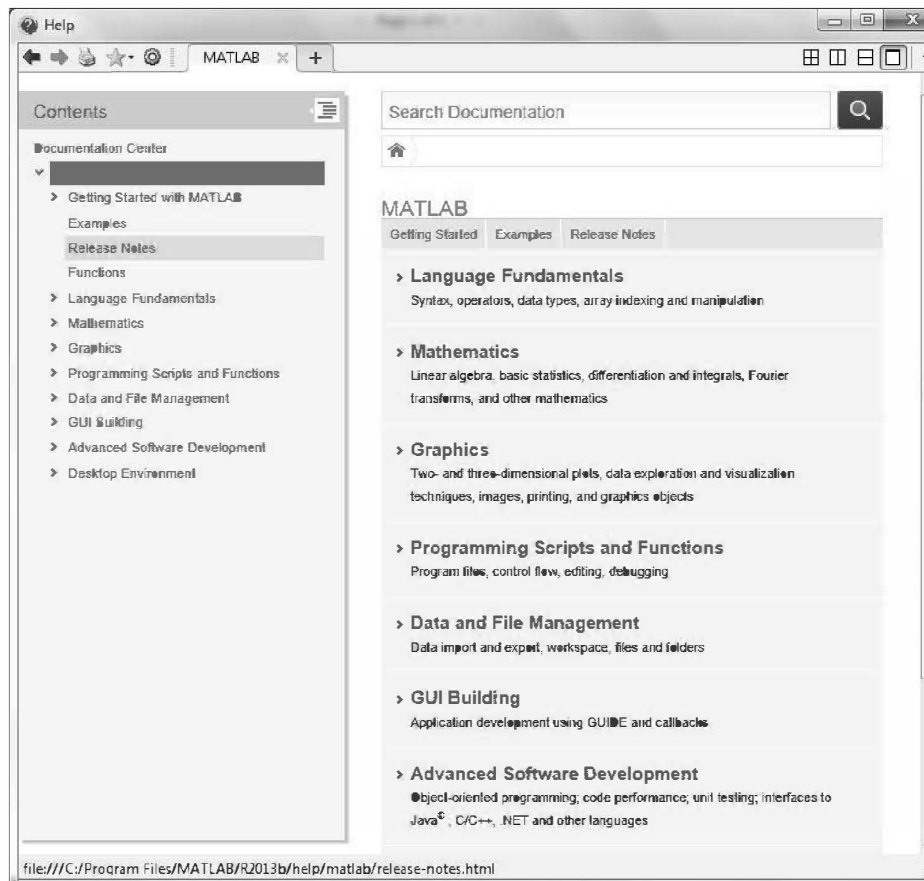 Help
MATLAB
Contents
Documentation Center
Getting Started with MATLAB
Examples
Release Notes
Functions
Language Fundamentals
Mathematics
Graphics
Programming Scripts and Functions
Data and File Management
GUI Building
Advanced Software Development
Desktop Environment
Search Documentation
MATLAB
Getting Started Examples Release Notes
Language Fundamentals
Syntax, operators, data types, array indexing and manipulation
Mathematics
Linear algebra, basic statistics, differentiation and integrals, Fourier
transforms, and other mathematics
Graphics
Two- and three-dimensional plots, data exploration and visualization
techniques, images, printing, and graphics objects
Programming Scripts and Functions
Program files, control flow, editing, debugging
Data and File Management
Data import and export, workspace, files and folders
GUI Building
Application development using GUIDE and callbacks
Advanced Software Development
Object-oriented programming; code performance; unit testing; interfaces to
Java©, C/C++, .NET and other languages
file:///C:/Program Files/MATLAB/R2013b/help/matlab/release-notes.html